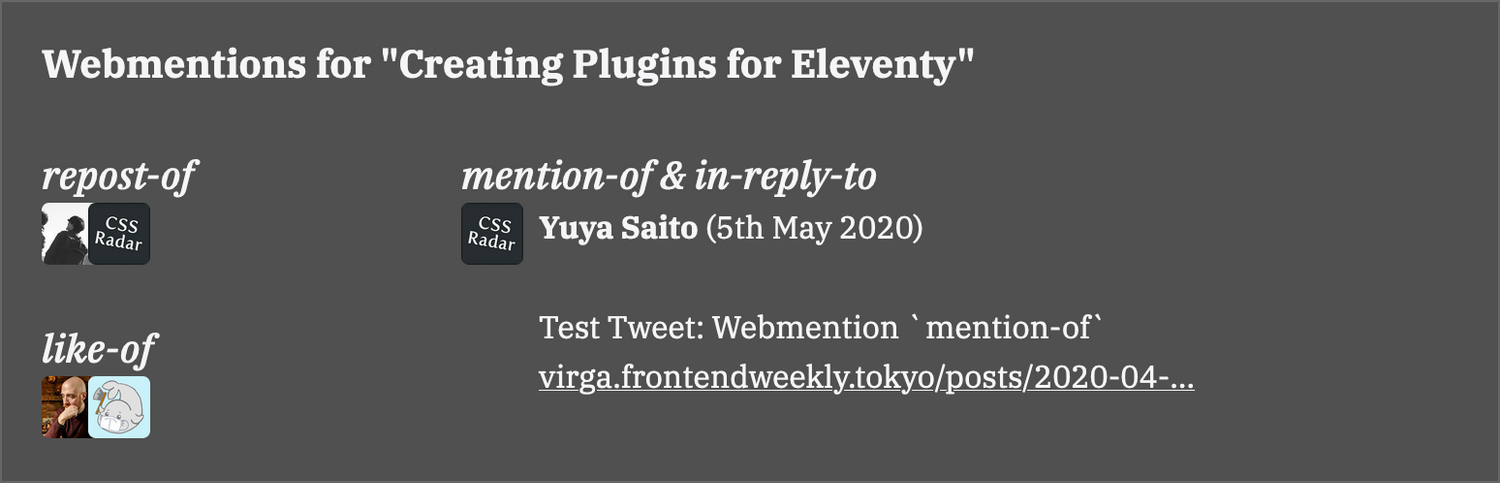 Webmentions for "Creating Plugins for Eleventy"
repost-of
CSS
Radar
like-of
mention-of & in-reply-to
CSS
Radar
Yuya Saito (5th May 2020)
Test Tweet: Webmention `mention-of`
virga.frontendweekly.tokyo/posts/2020-04-...